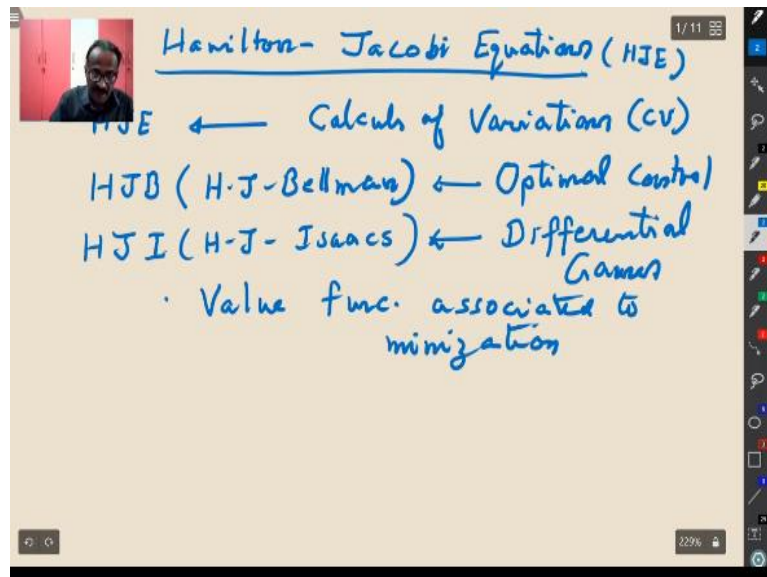 1/11
Hamilton- Jacobi Equations (HJE)
HJE ← Calculs of Variations (CV)
HJB (H.J-Bellman) ← Optimal Control
HJI (H-J- Isaacs) ← Differential
Games
· Value func. associated to
minization
229%